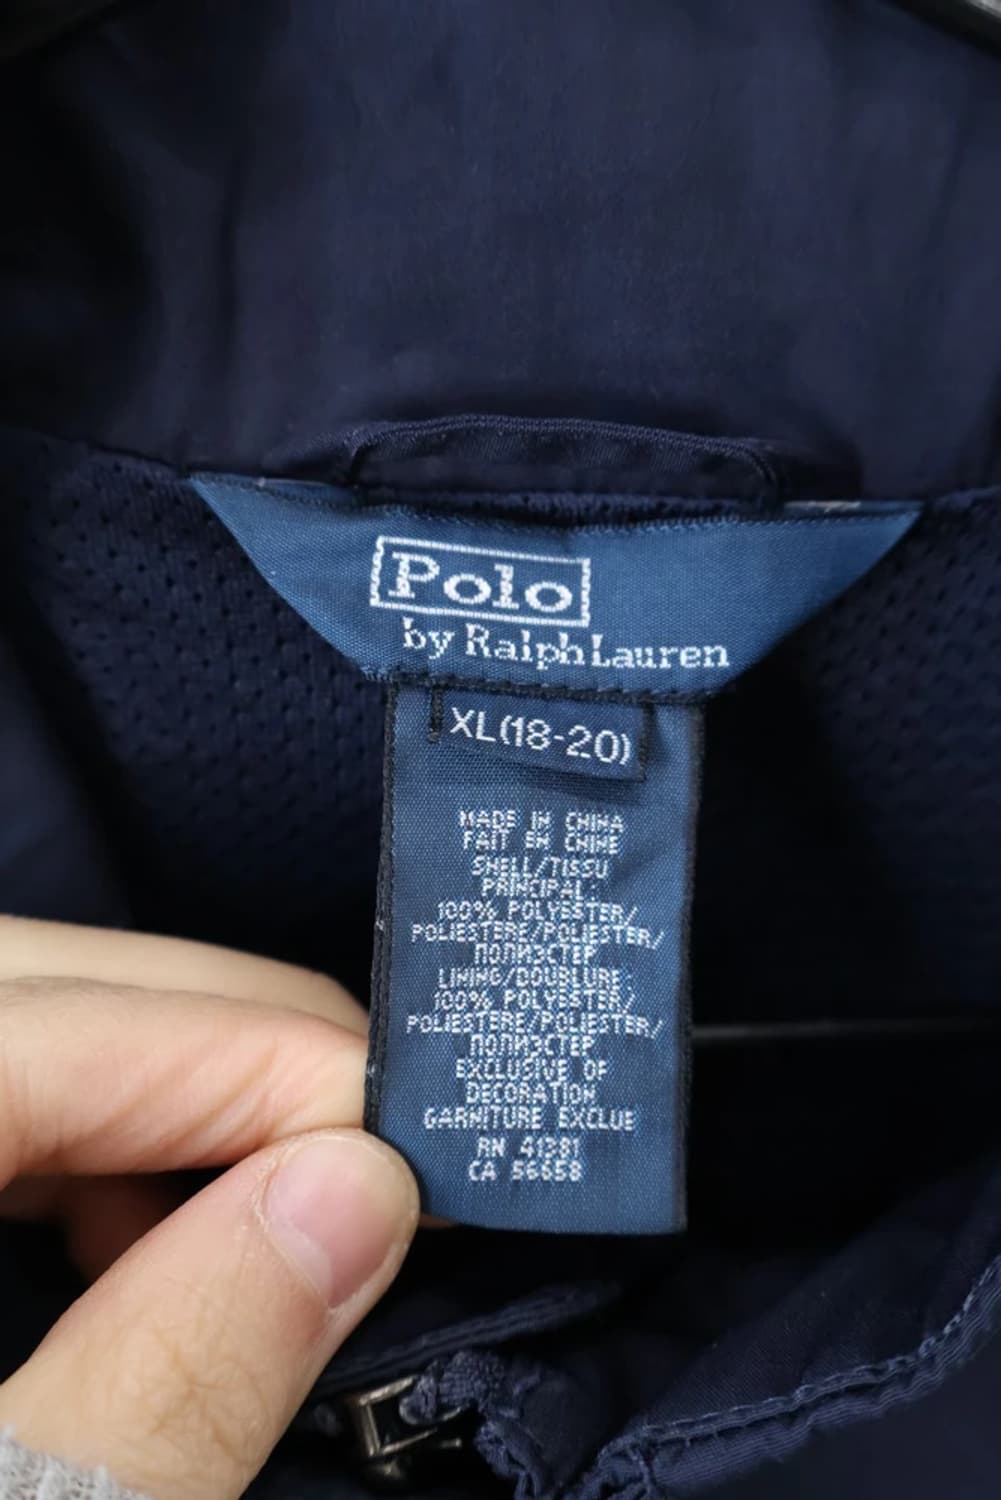 Polo
by Ralph Lauren
XL(18-20)
MADE IN CHINA
FAIT EN CHINE
SHELL/TISSU
PRINCIPAL:
100% POLYESTER/
POLIESTERE/POLIESTER/
ПОЛИЭСТЕР
LINING/DOUBLURE:
100% POLYESTER/
POLIESTERE/POLIESTER/
ПОЛИЭСТЕР
EXCLUSIVE OF
DECORATION
GARNITURE EXCLUE
RN 41381
CA 56658